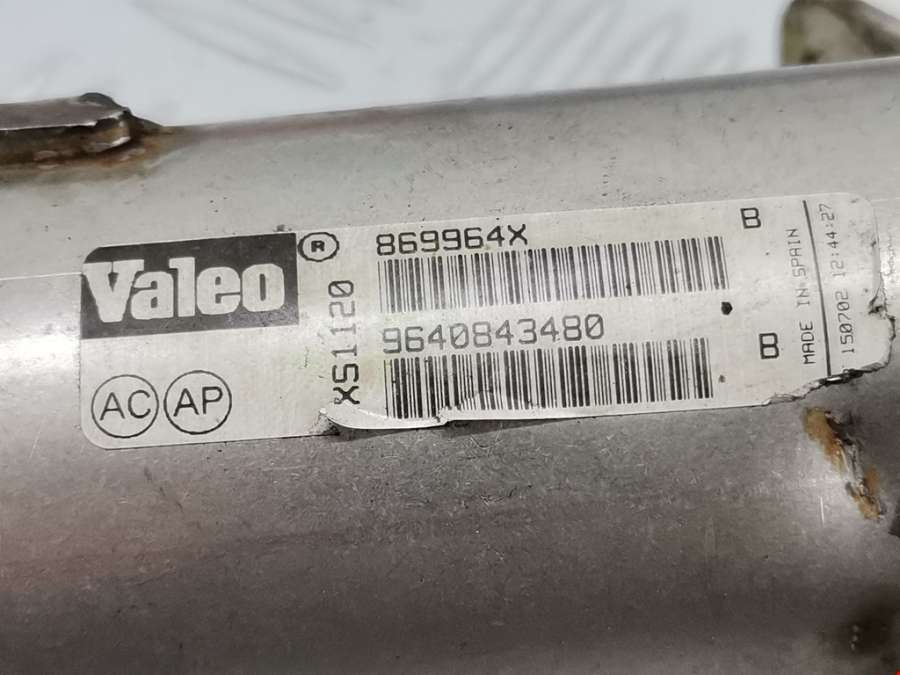 Valeo®
AC AP
XS1120
869964X
B
9640843480
B
MADE IN SPAIN
150702 12:44:27